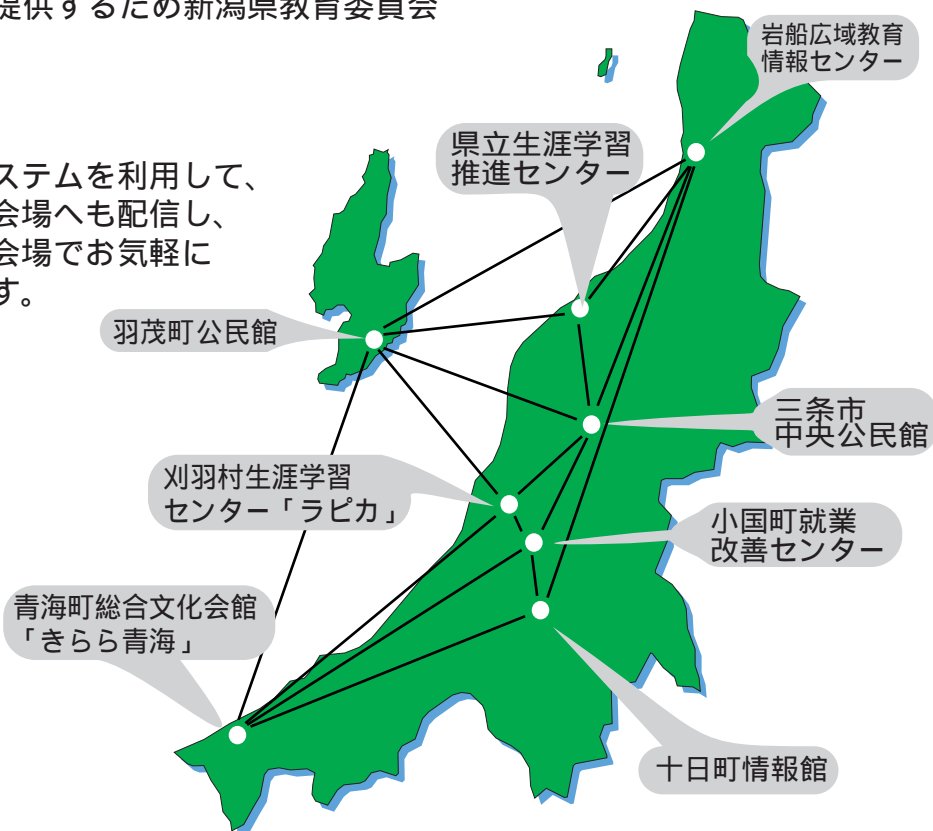 提供するため新潟県教育委員会
ステムを利用して、
会場へも配信し、
会場でお気軽に
す。
岩船広域教育
情報センター
県立生涯学習
推進センター
羽茂町公民館
三条市
中央公民館
刈羽村生涯学習
センター「ラピカ」
小国町就業
改善センター
青海町総合文化会館
「きらら青海」
十日町情報館